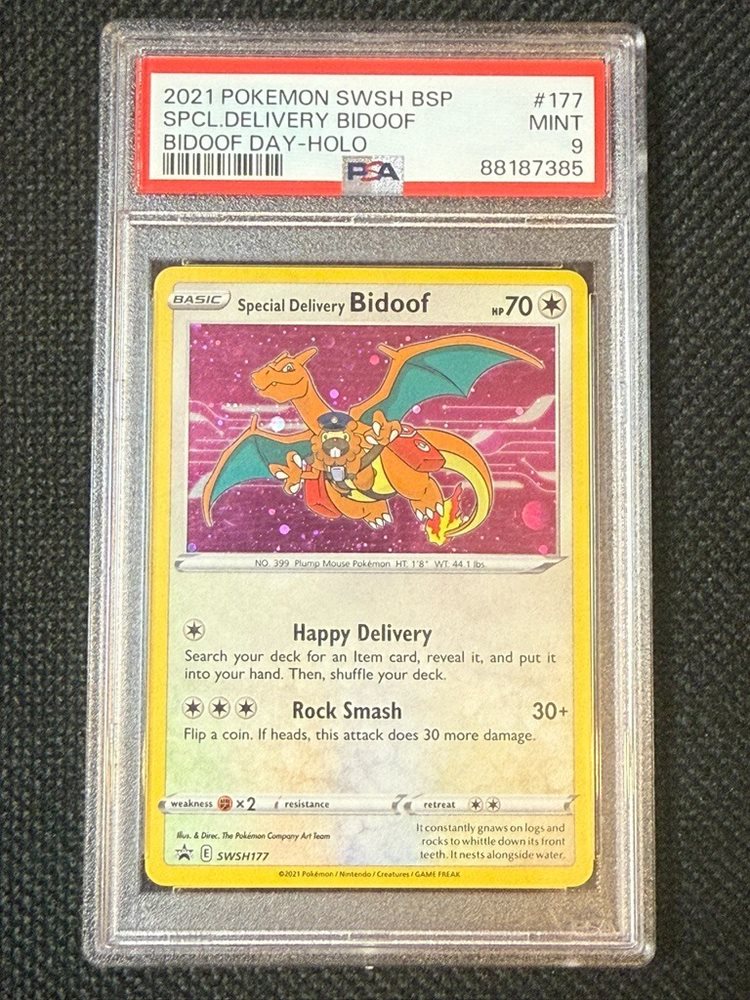 2021 POKEMON SWSH BSP #177
SPCL.DELIVERY BIDOOF MINT
BIDOOF DAY-HOLO 9
PSA 88187385
BASIC Special Delivery Bidoof HP70
NO. 399 Plump Mouse Pokémon HT. 1'8" WT. 44.1 lbs.
Happy Delivery
Search your deck for an Item card, reveal it, and put it
into your hand. Then, shuffle your deck.
Rock Smash 30+
Flip a coin. If heads, this attack does 30 more damage.
weakness ×2 resistance retreat
Illus. & Direc. The Pokémon Company Art Team
It constantly gnaws on logs and
rocks to whittle down its front
teeth. It nests alongside water.
E SWSH177
©2021 Pokémon / Nintendo / Creatures / GAME FREAK